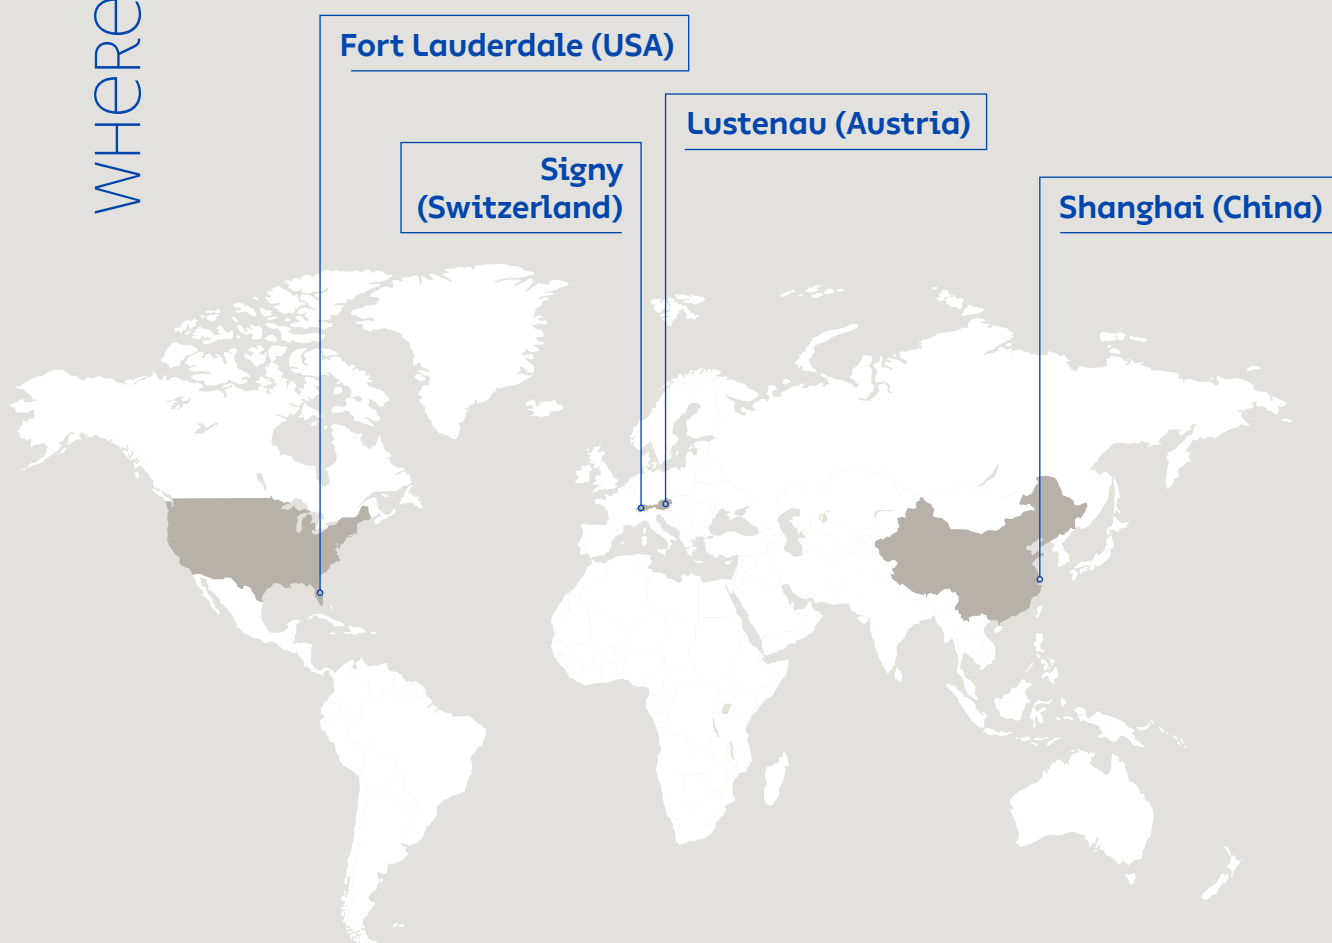 WHeRe
Fort Lauderdale (USA)
Lustenau (Austria)
Signy
(Switzerland)
Shanghai (China)